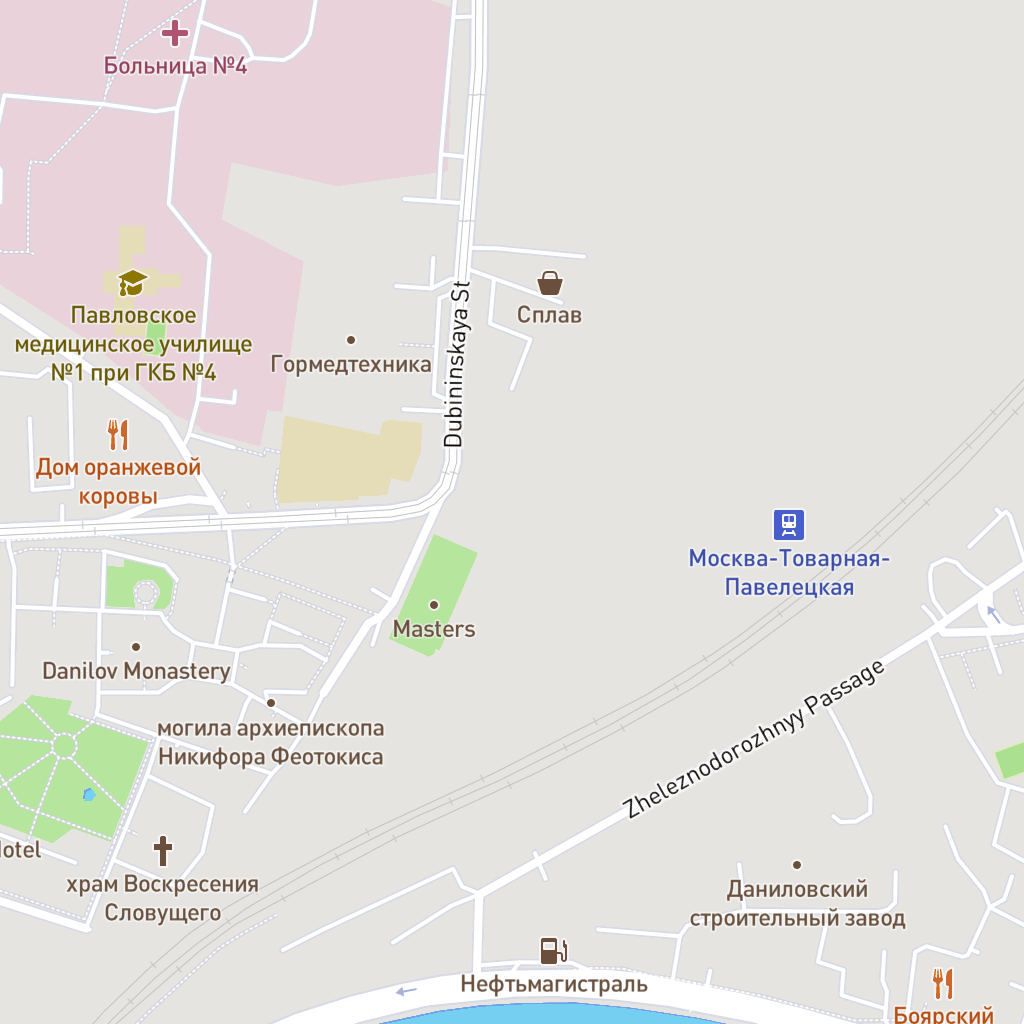 Больница №4
Павловское
медицинское училище
№1 при ГКБ №4
Сплав
Гормедтехника
Dubininskaya St
Дом оранжевой
коровы
Москва-Товарная-
Павелецкая
Masters
Danilov Monastery
могила архиепископа
Никифора Феотокиса
Zheleznodorozhnyy Passage
Hotel
храм Воскресения
Словущего
Даниловский
строительный завод
Нефтьмагистраль
Боярский